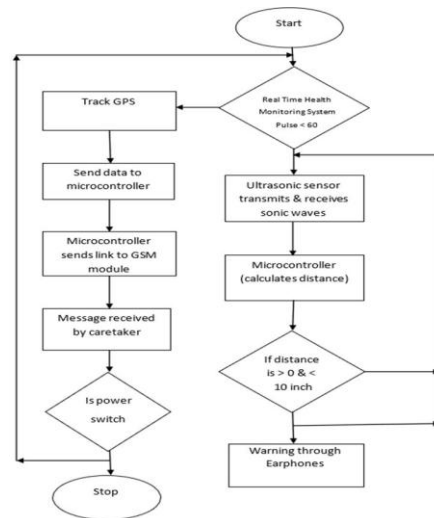 Start
Real Time Health
Monitoring System
Pulse < 60
Track GPS
Send data to
microcontroller
Microcontroller
sends link to GSM
module
Message received
by caretaker
Is power
switch
Stop
Ultrasonic sensor
transmits & receives
sonic waves
Microcontroller
(calculates distance)
If distance
is > 0 & <
10 inch
Warning through
Earphones